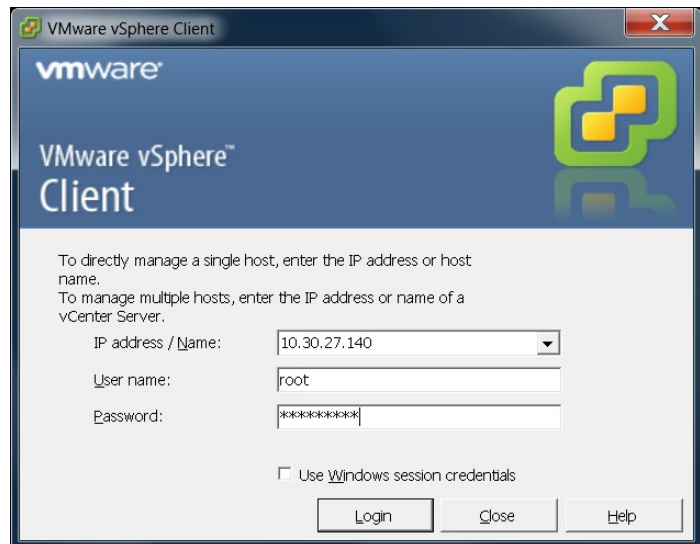 VMware vSphere Client
X
vmware®
VMware vSphere™
Client
To directly manage a single host, enter the IP address or host
name.
To manage multiple hosts, enter the IP address or name of a
vCenter Server.
IP address / Name:
10.30.27.140
User name:
root
Password:
*********
Use Windows session credentials
Login
Close
Help